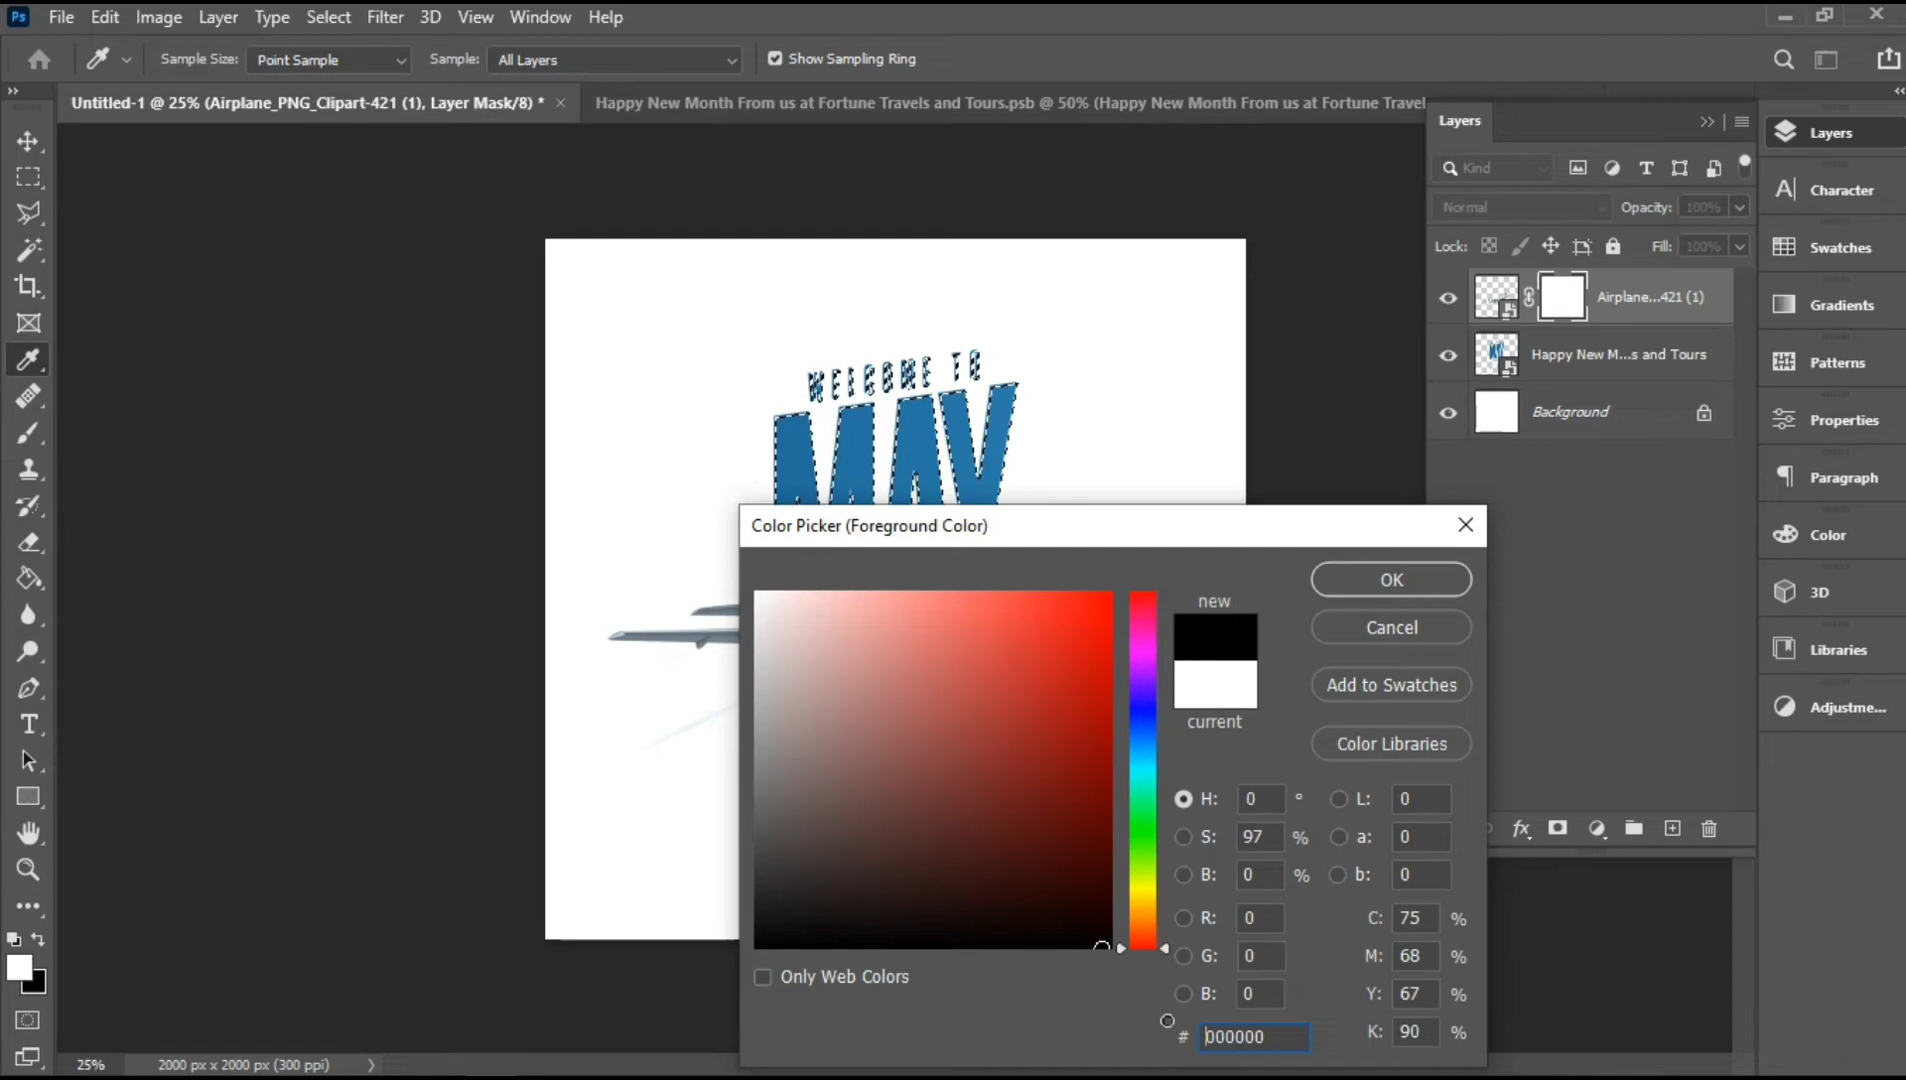 Ps File Edit Image Layer Type Select Filter 3D View Window Help
Sample Size: Point Sample Sample: All Layers Show Sampling Ring
Untitled-1 @ 25% (Airplane_PNG_Clipart-421 (1), Layer Mask/8) * Happy New Month From us at Fortune Travels and Tours.psb @ 50% (Happy New Month From us at Fortune Travel
Layers
Kind
Normal Opacity: 100%
Lock: Fill: 100%
Airplane...421 (1)
Happy New M...s and Tours
Background
Layers
Character
Swatches
Gradients
Patterns
Properties
Paragraph
Color
3D
Libraries
Adjustme...
WELCOME TO
MAY
Color Picker (Foreground Color)
new
current
OK
Cancel
Add to Swatches
Color Libraries
H: 0 ° L: 0
S: 97 % a: 0
B: 0 % b: 0
R: 0 C: 75 %
G: 0 M: 68 %
B: 0 Y: 67 %
# 000000 K: 90 %
Only Web Colors
fx
25% 2000 px x 2000 px (300 ppi)